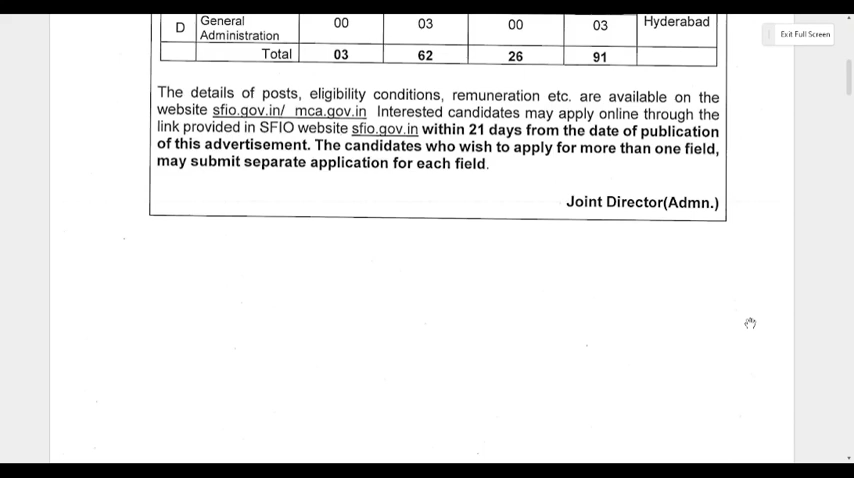 D General Administration 00 03 00 03 Hyderabad
Total 03 62 26 91
The details of posts, eligibility conditions, remuneration etc. are available on the
website sfio.gov.in/ mca.gov.in Interested candidates may apply online through the
link provided in SFIO website sfio.gov.in within 21 days from the date of publication
of this advertisement. The candidates who wish to apply for more than one field,
may submit separate application for each field.
Joint Director(Admn.)
Exit Full Screen